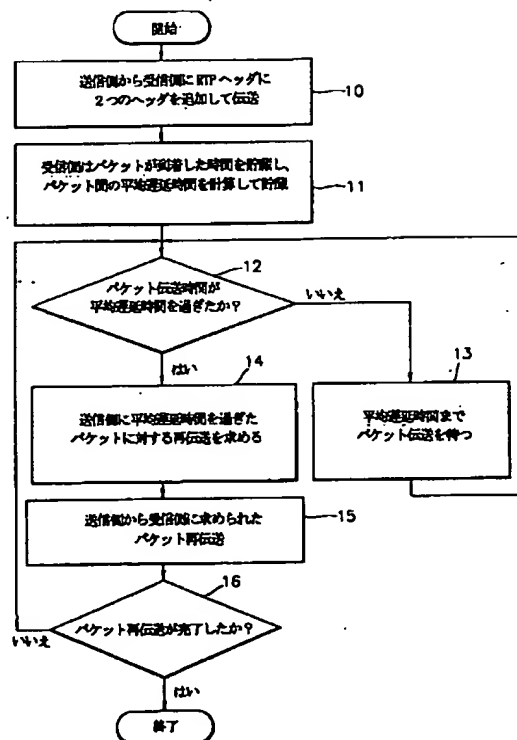 開始
送信側から受信側にRTPヘッダに
２つのヘッダを追加して伝送
10
受信側はパケットが到着した時間を貯蔵し、
パケット間の平均遅延時間を計算して貯蔵
11
パケット伝送時間が
平均遅延時間を過ぎたか？
12
いいえ
はい
13
平均遅延時間まで
パケット伝送を待つ
14
送信側に平均遅延時間を過ぎた
パケットに対する再伝送を求める
送信側から受信側に求められた
パケット再伝送
15
16
パケット再伝送が完了したか？
いいえ
はい
終了